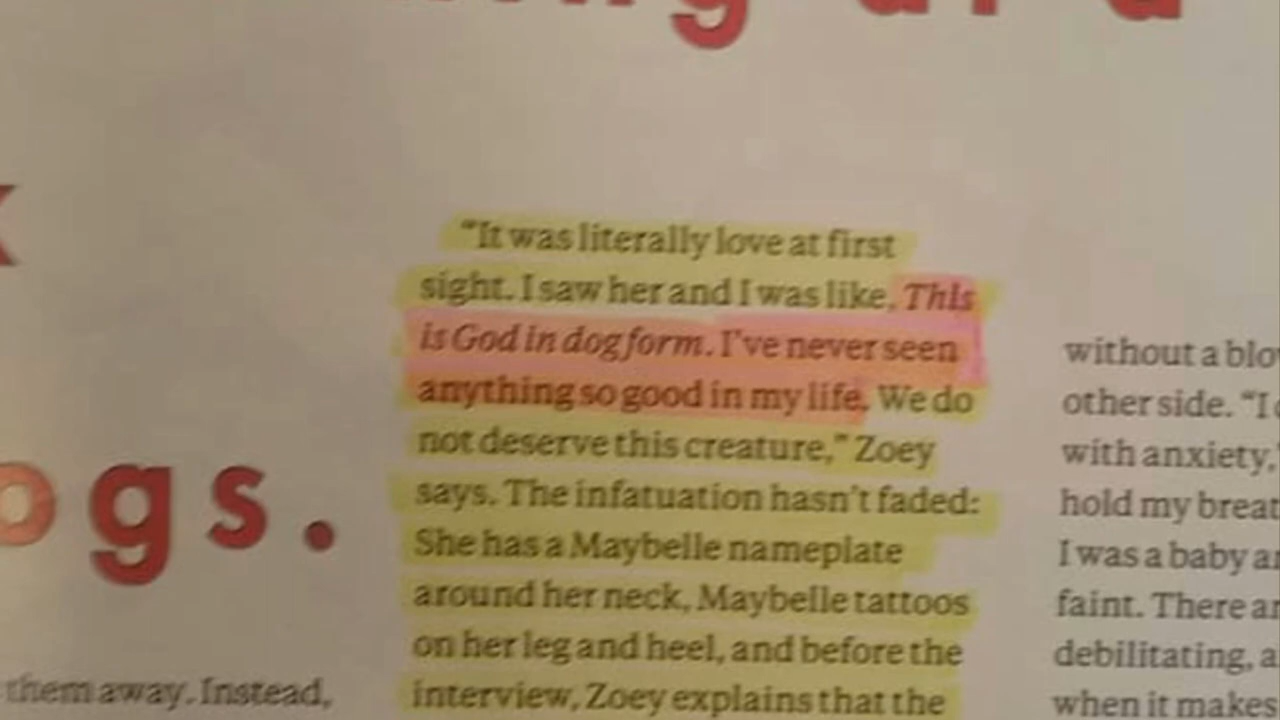 ogs.
them away. Instead,
“It was literally love at first
sight. I saw her and I was like, This
is God in dog form. I’ve never seen
anything so good in my life. We do
not deserve this creature,” Zoey
says. The infatuation hasn’t faded:
She has a Maybelle nameplate
around her neck, Maybelle tattoos
on her leg and heel, and before the
interview, Zoey explains that the
without a blo
other side. “I
with anxiety,
hold my breat
I was a baby a
faint. There ar
debilitating, a
when it makes